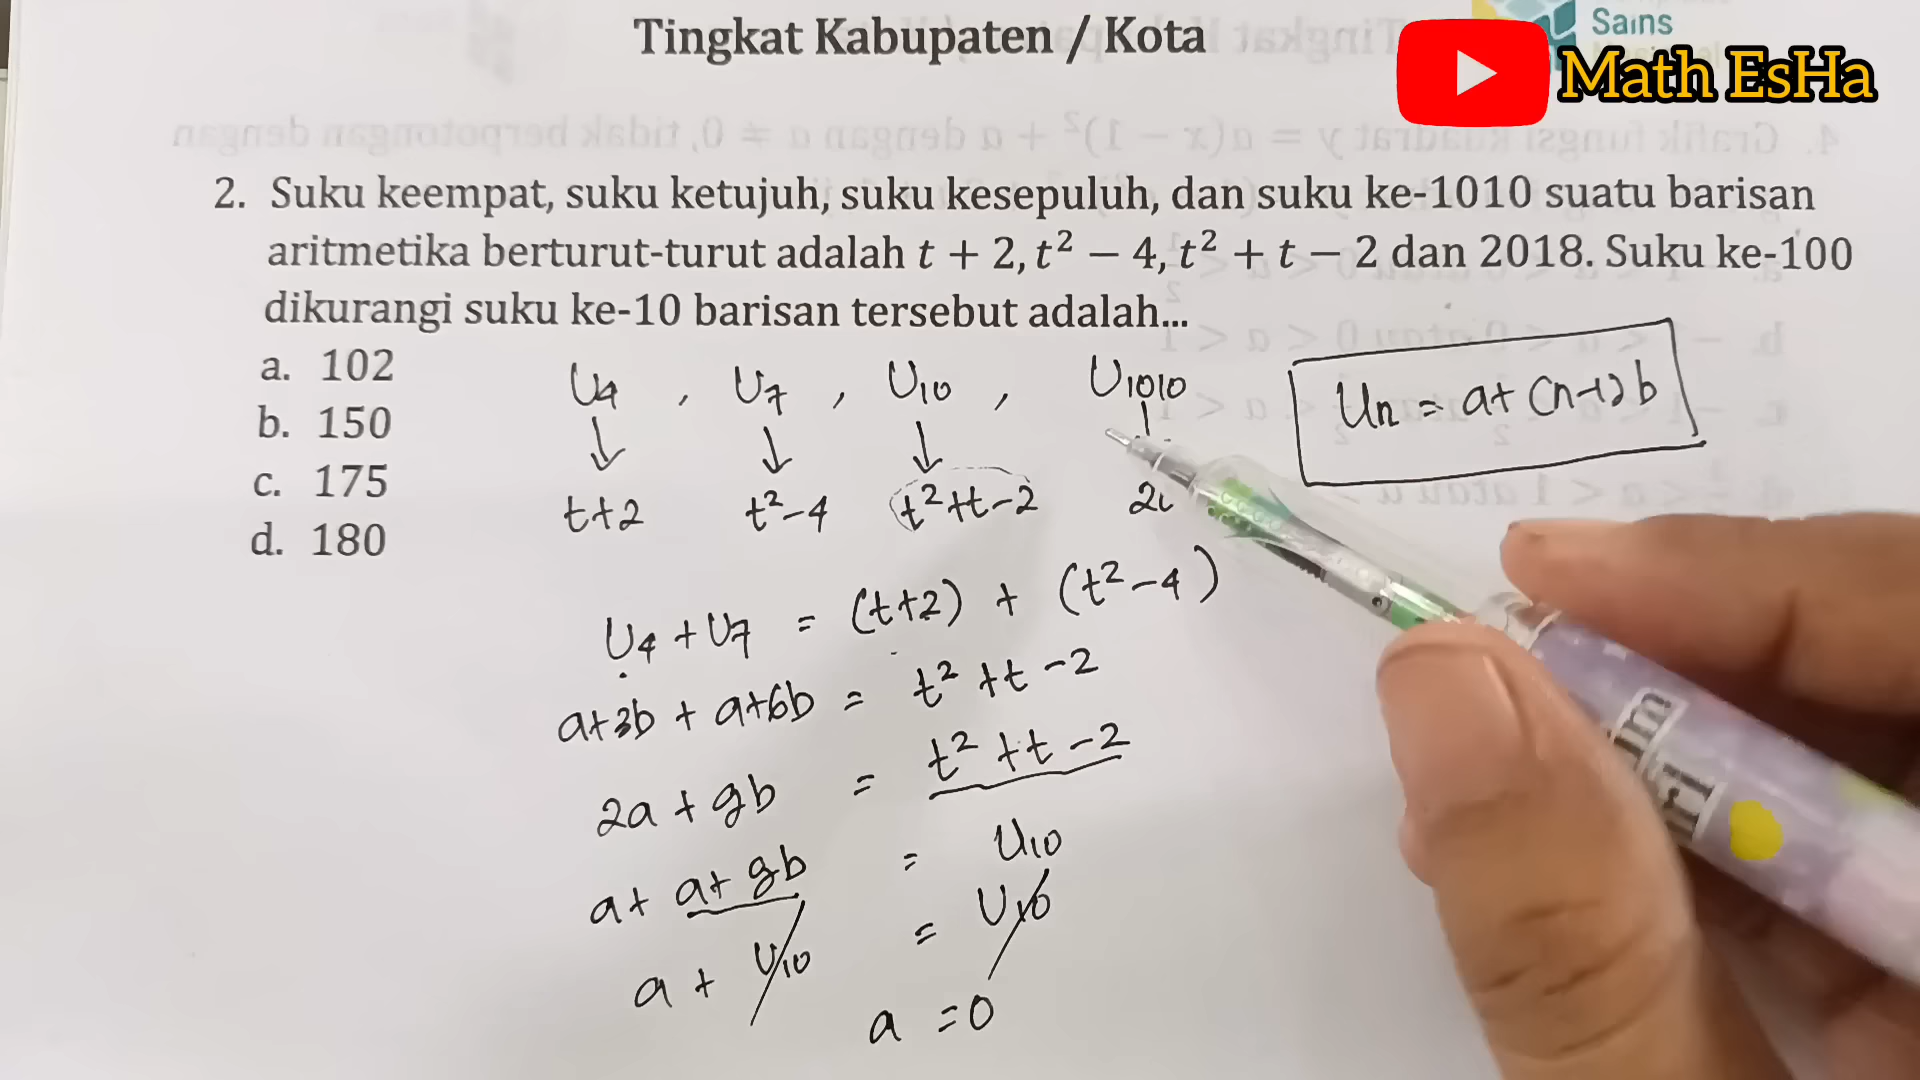 Tingkat Kabupaten / Kota
Sains
Math EsHa
2. Suku keempat, suku ketujuh, suku kesepuluh, dan suku ke-1010 suatu barisan
aritmetika berturut-turut adalah t + 2, t² − 4, t² + t − 2 dan 2018. Suku ke-100
dikurangi suku ke-10 barisan tersebut adalah...
a. 102
b. 150
c. 175
d. 180
U4 , U7 , U10 , U1010
↓ ↓ ↓
t+2 t²-4 t²+t-2
Un = a+(n-1)b
U4 + U7 = (t+2) + (t²-4)
a+3b + a+6b = t²+t-2
2a + 9b = t²+t-2
a + a+9b = U10
a + U10 = U10
a = 0